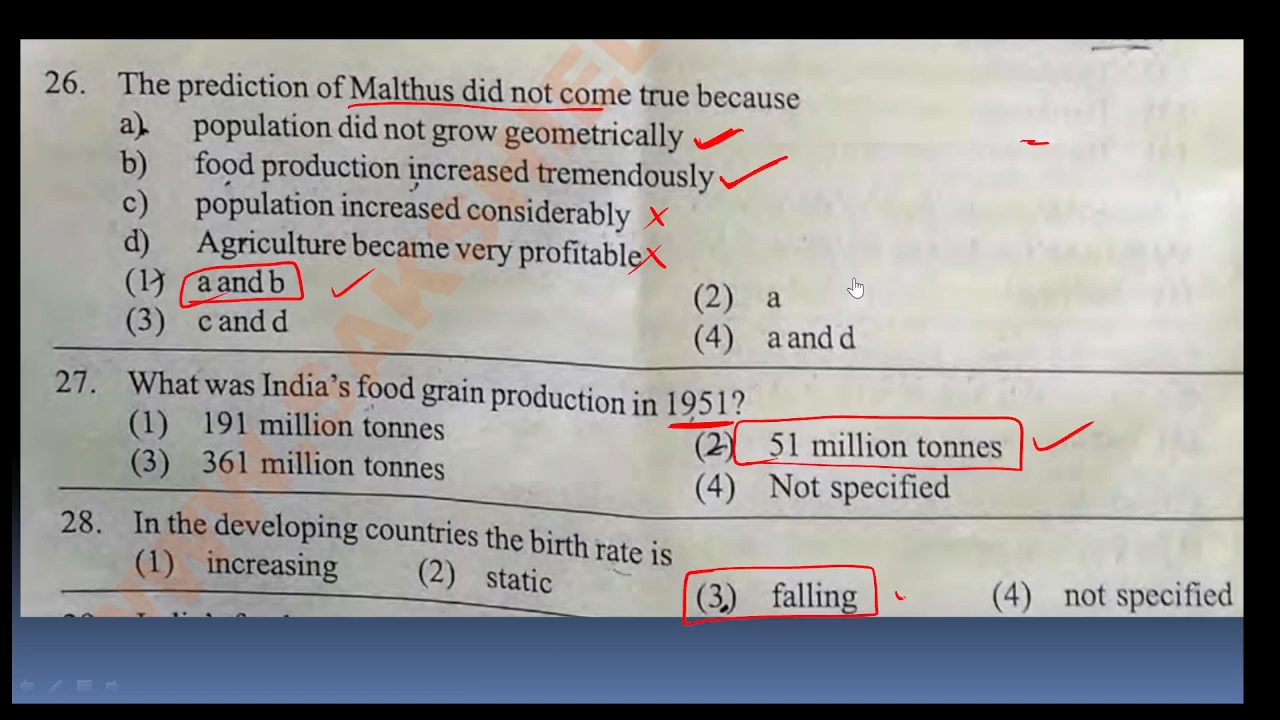 26. The prediction of Malthus did not come true because
a) population did not grow geometrically
b) food production increased tremendously
c) population increased considerably
d) Agriculture became very profitable
(1) a and b (2) a
(3) c and d (4) a and d
27. What was India's food grain production in 1951?
(1) 191 million tonnes (2) 51 million tonnes
(3) 361 million tonnes (4) Not specified
28. In the developing countries the birth rate is
(1) increasing (2) static (3) falling (4) not specified